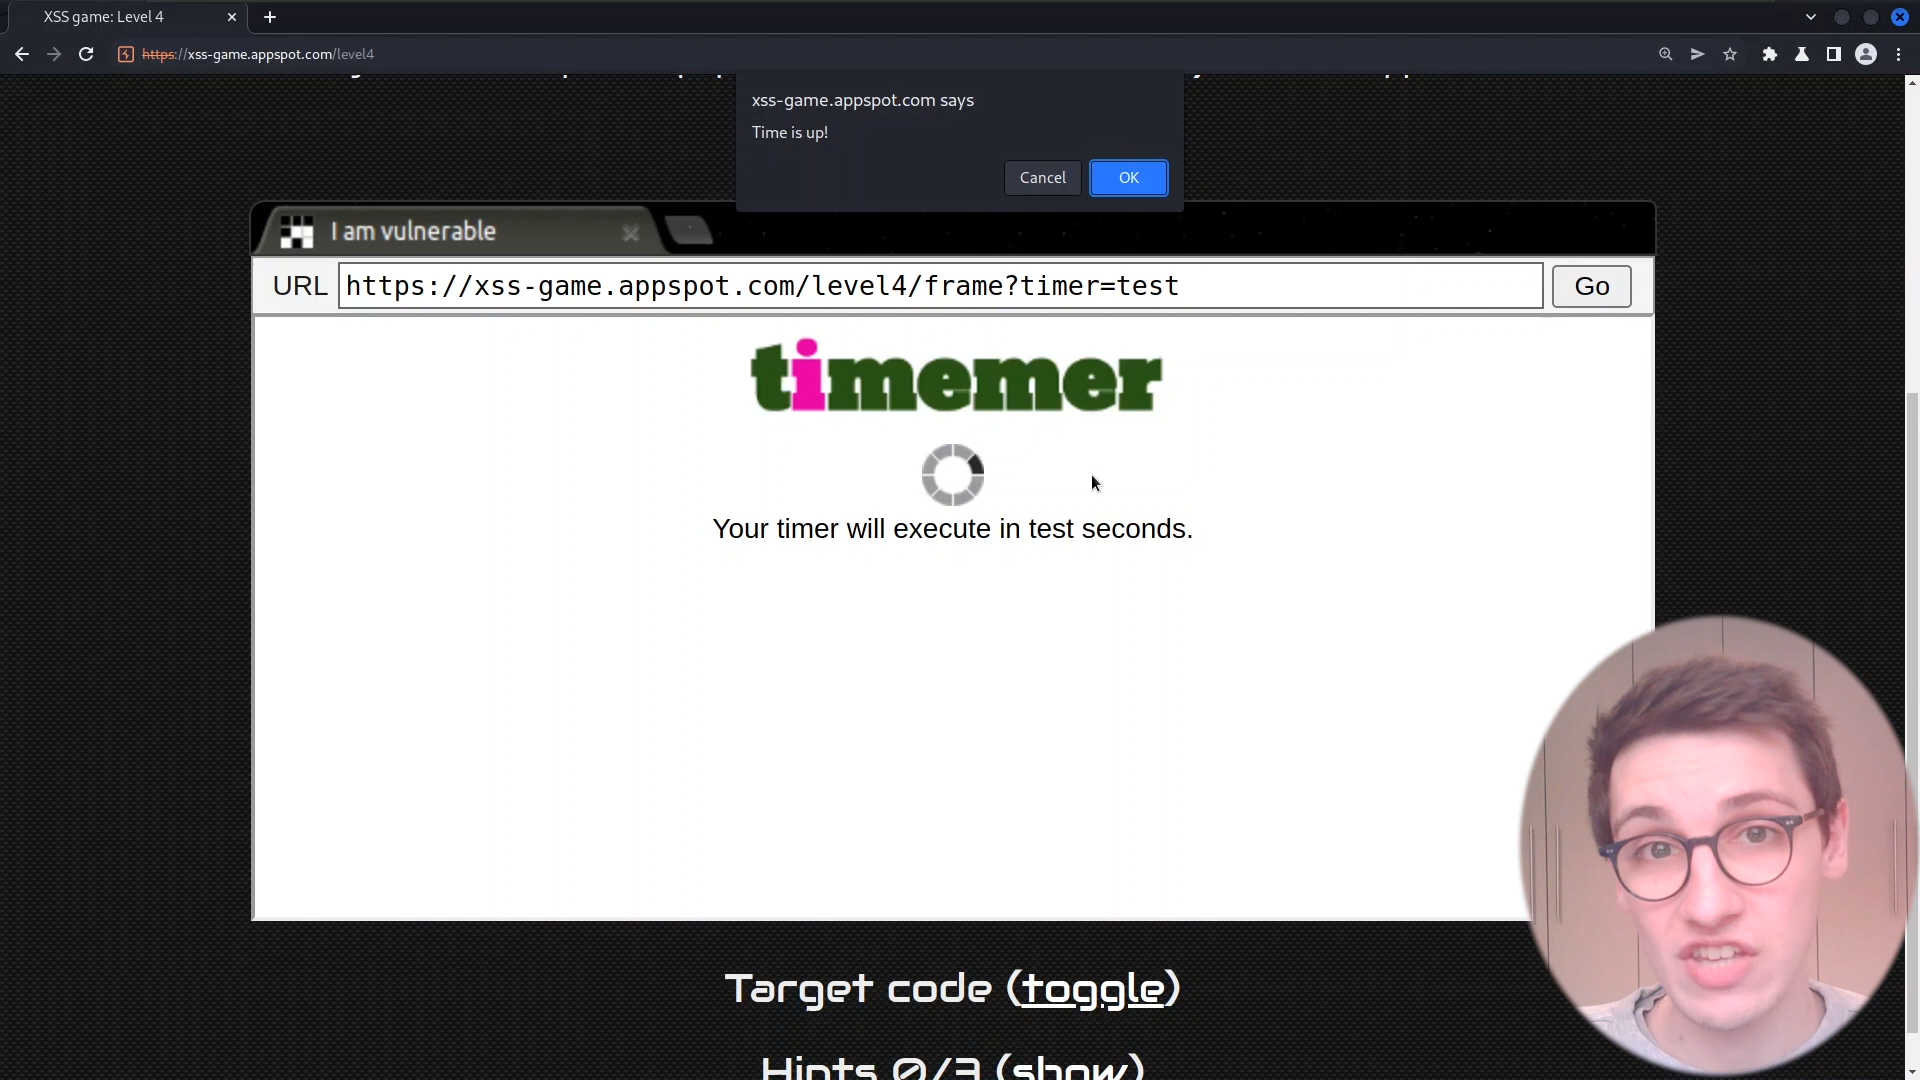 XSS game: Level 4
https://xss-game.appspot.com/level4
xss-game.appspot.com says
Time is up!
Cancel
OK
I am vulnerable
URL
https://xss-game.appspot.com/level4/frame?timer=test
Go
timemer
Your timer will execute in test seconds.
Target code (toggle)
Hints 0/3 (show)